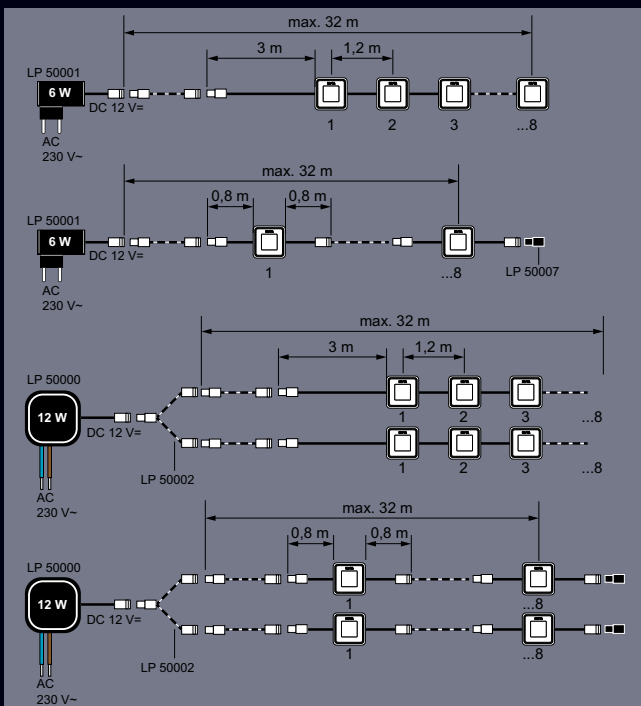 max. 32 m
3 m
1,2 m
LP 50001
6 W
DC 12 V=
AC
230 V~
1
2
3
...8
max. 32 m
0,8 m
0,8 m
LP 50001
6 W
DC 12 V=
AC
230 V~
1
...8
LP 50007
max. 32 m
3 m
1,2 m
LP 50000
12 W
DC 12 V=
AC
230 V~
LP 50002
1
2
3
...8
1
2
3
...8
max. 32 m
0,8 m
0,8 m
LP 50000
12 W
DC 12 V=
AC
230 V~
LP 50002
1
...8
1
...8